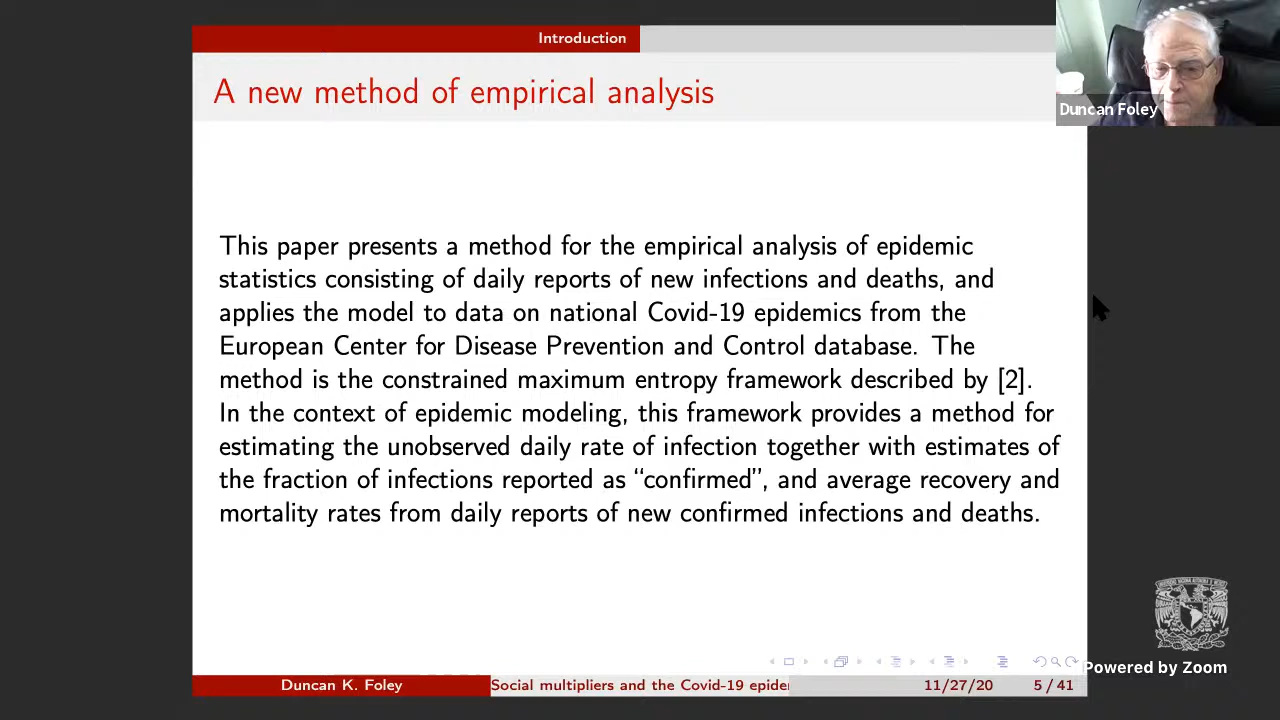 Introduction
A new method of empirical analysis
Duncan Foley
This paper presents a method for the empirical analysis of epidemic
statistics consisting of daily reports of new infections and deaths, and
applies the model to data on national Covid-19 epidemics from the
European Center for Disease Prevention and Control database. The
method is the constrained maximum entropy framework described by [2].
In the context of epidemic modeling, this framework provides a method for
estimating the unobserved daily rate of infection together with estimates of
the fraction of infections reported as “confirmed”, and average recovery and
mortality rates from daily reports of new confirmed infections and deaths.
Powered by Zoom
Duncan K. Foley
Social multipliers and the Covid-19 epide
11/27/20
5 / 41